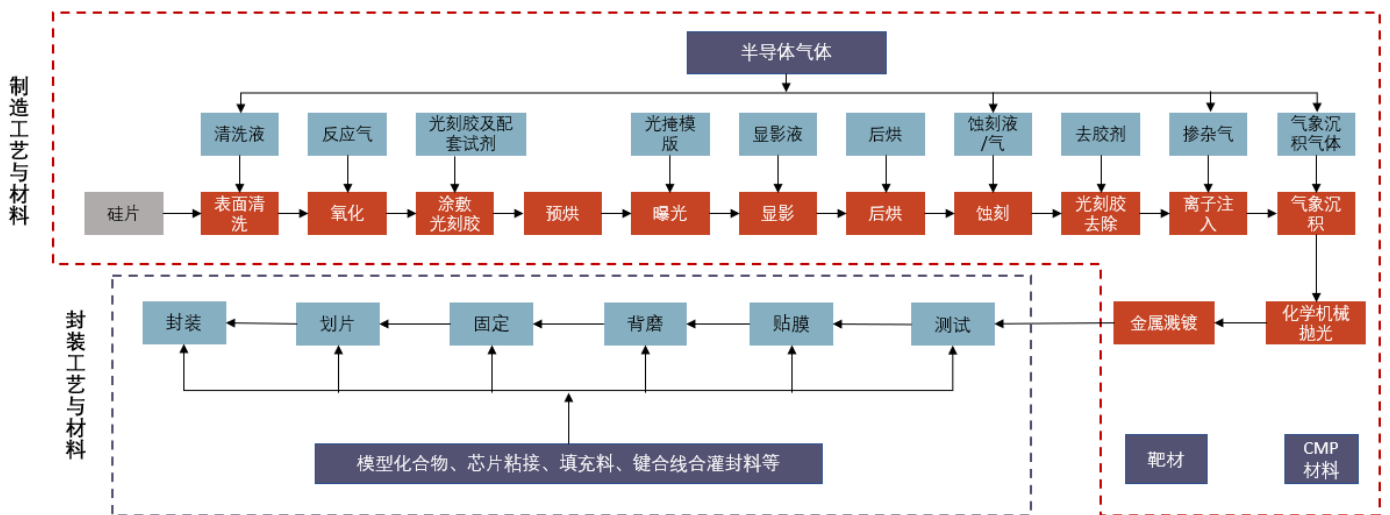 制造工艺与材料
半导体气体
清洗液
反应气
光刻胶及配
套试剂
光掩模
版
显影液
后烘
蚀刻液
/气
去胶剂
掺杂气
气象沉
积气体
硅片
表面清
洗
氧化
涂敷
光刻胶
预烘
曝光
显影
后烘
蚀刻
光刻胶
去除
离子注
入
气象沉
积
封装工艺与材料
封装
划片
固定
背磨
贴膜
测试
金属溅镀
化学机械
抛光
模型化合物、芯片粘接、填充料、键合线合灌封料等
靶材
CMP
材料